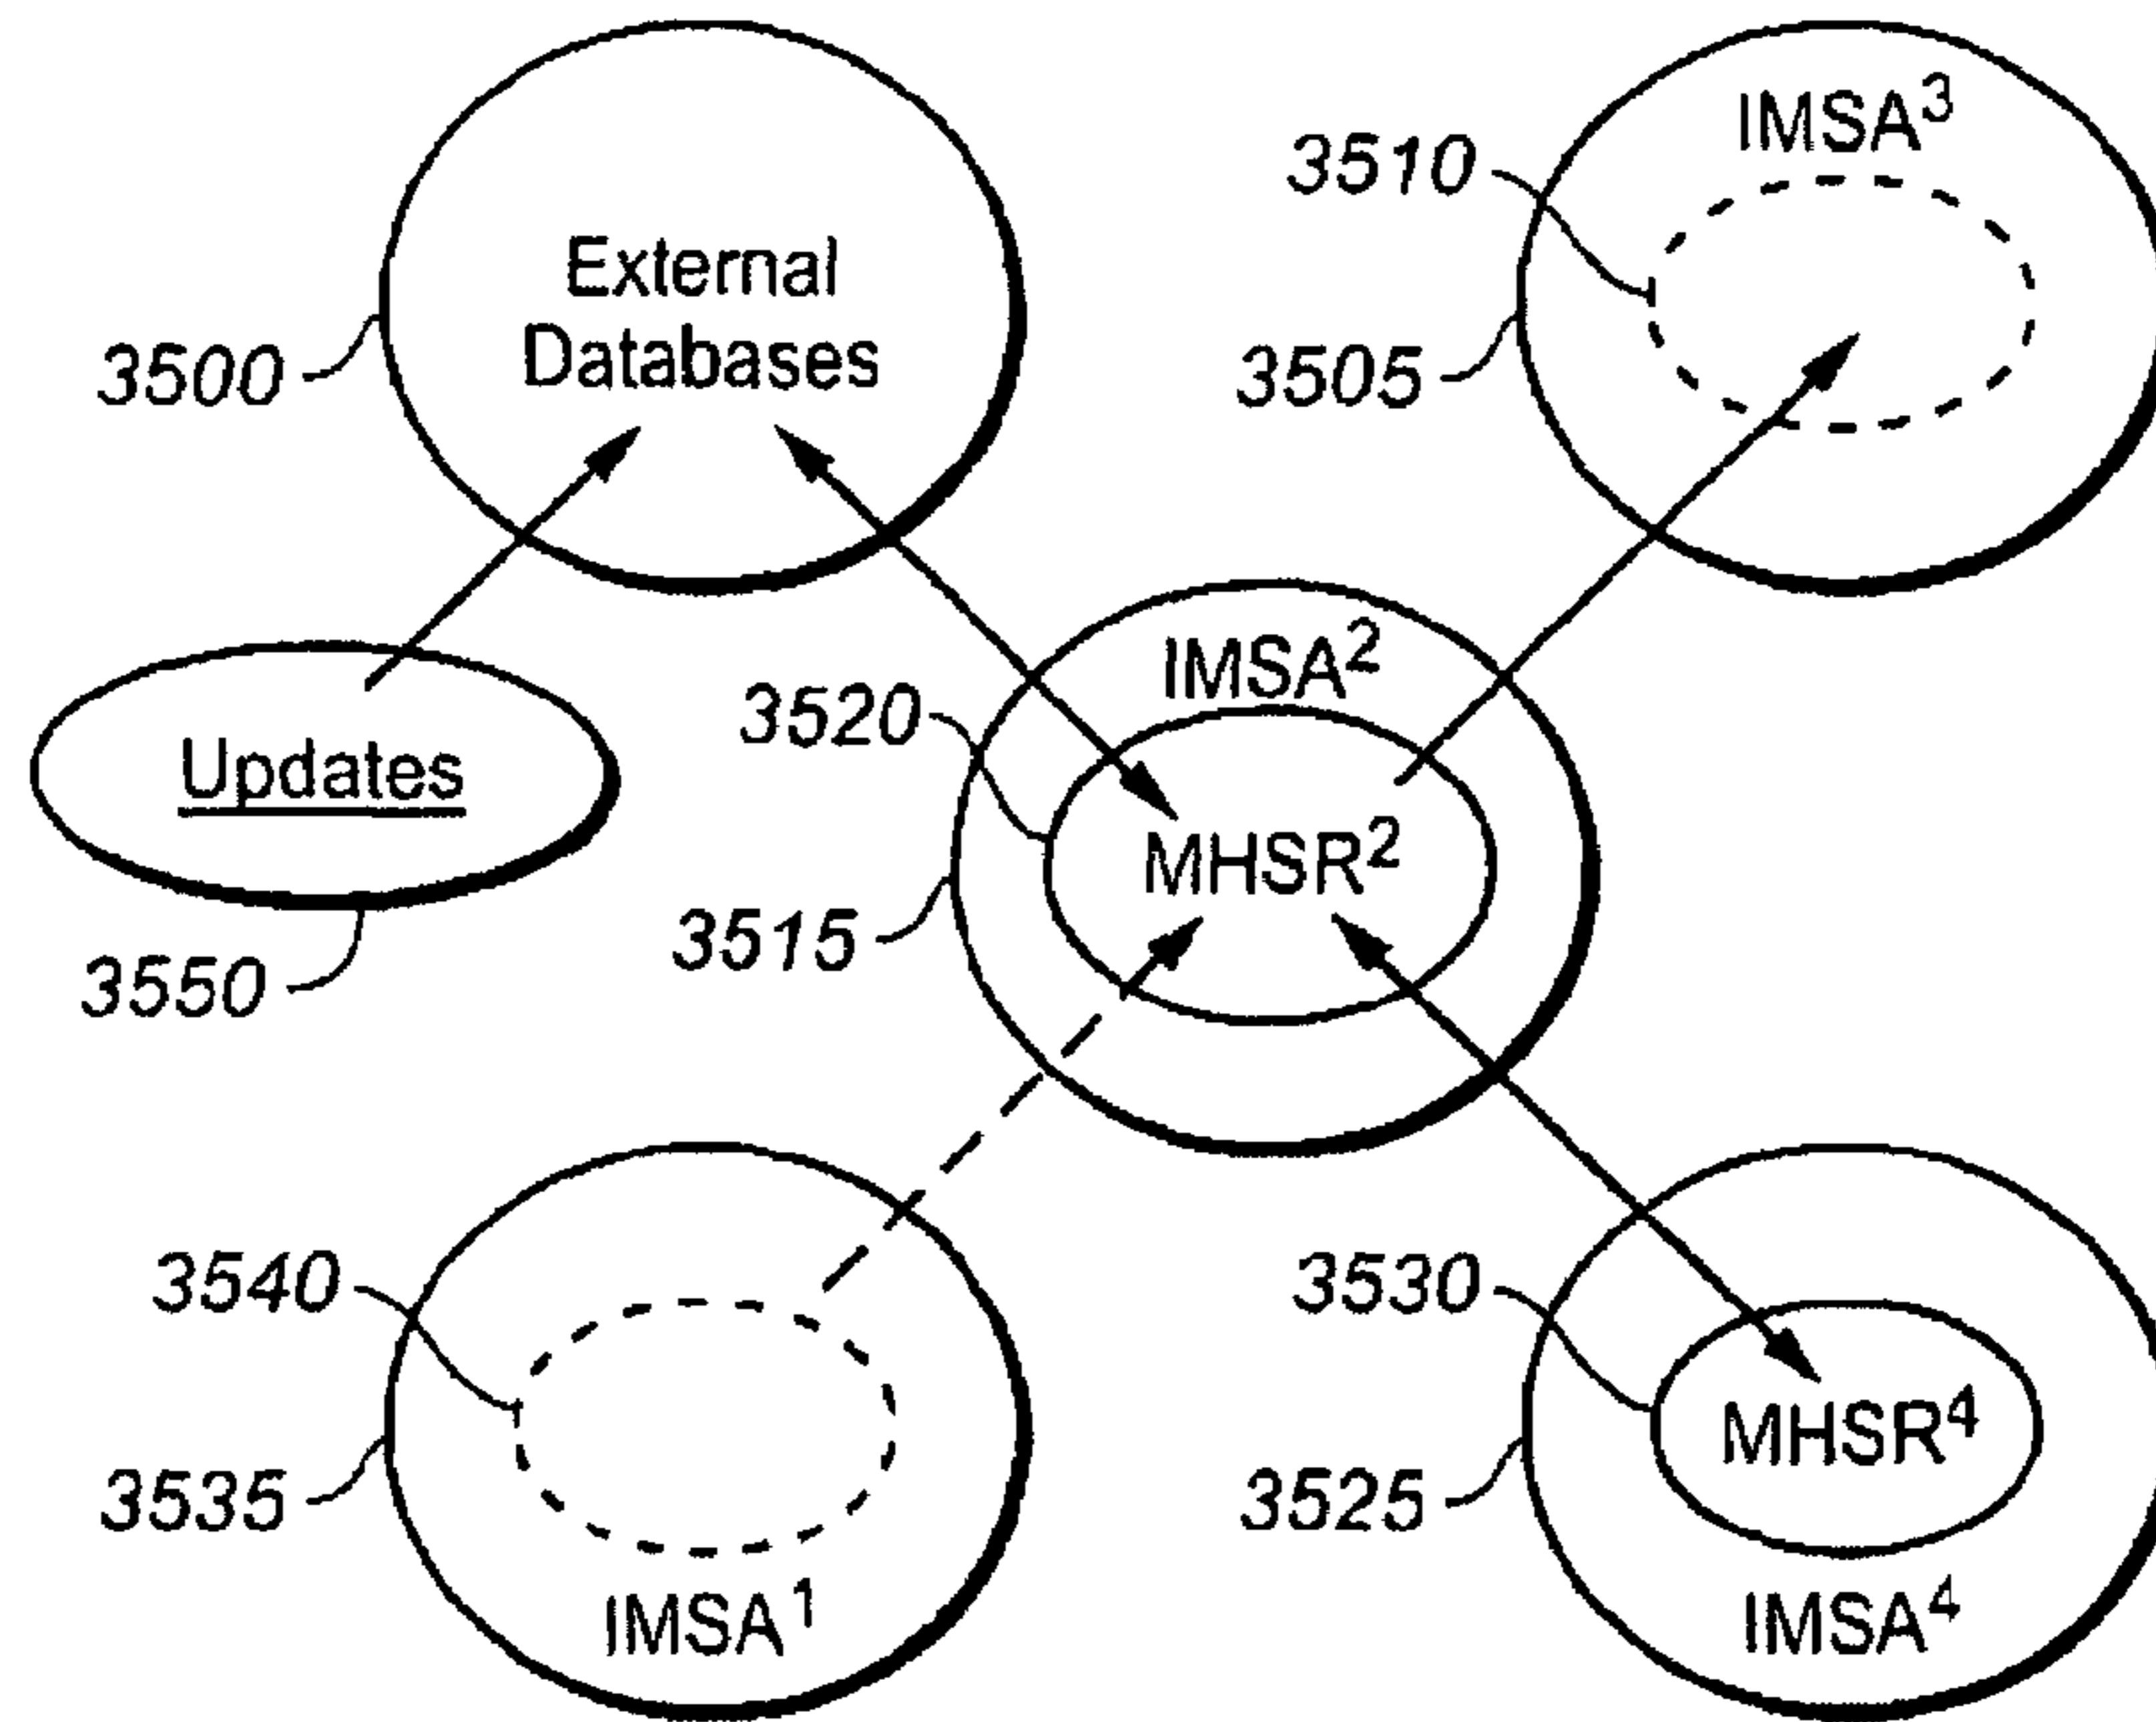 External
Databases
3500
IMSA³
3510
3505
Updates
3550
IMSA²
3520
MHSR²
3515
3540
3535
IMSA¹
3530
MHSR⁴
3525
IMSA⁴